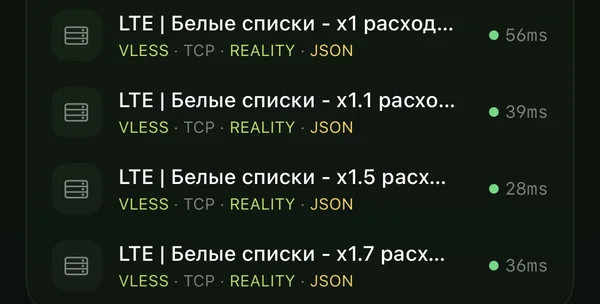 LTE | Белые списки - x1 расход...
56ms
VLESS · TCP · REALITY · JSON
LTE | Белые списки - x1.1 расхо...
39ms
VLESS · TCP · REALITY · JSON
LTE | Белые списки - x1.5 расх...
28ms
VLESS · TCP · REALITY · JSON
LTE | Белые списки - x1.7 расх...
36ms
VLESS · TCP · REALITY · JSON